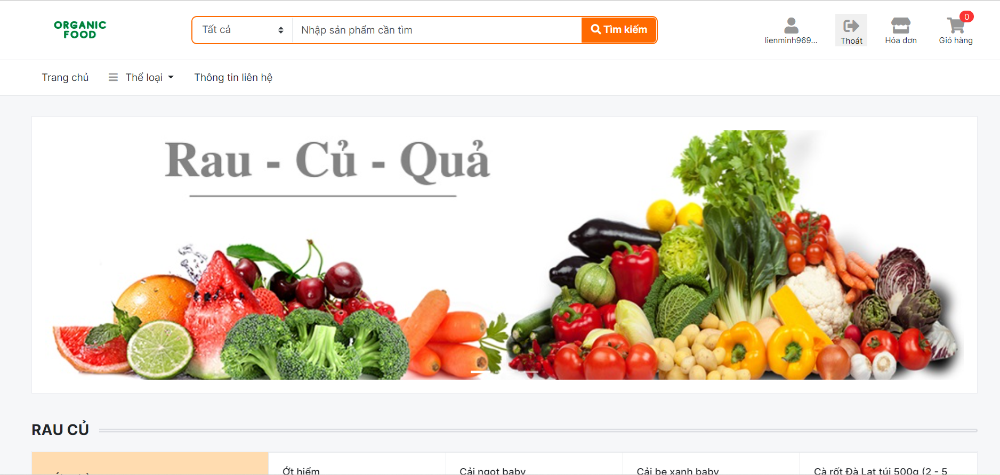 ORGANIC
FOOD
Tất cả
Nhập sản phẩm cần tìm
Tìm kiếm
lienminh969...
Thoát
Hóa đơn
0
Giỏ hàng
Trang chủ
Thể loại
Thông tin liên hệ
Rau - Củ - Quả
RAU CỦ
Ớt hiểm
Cải ngọt baby
Cải bẹ xanh baby
Cà rốt Đà Lạt túi 500g (2 - 5